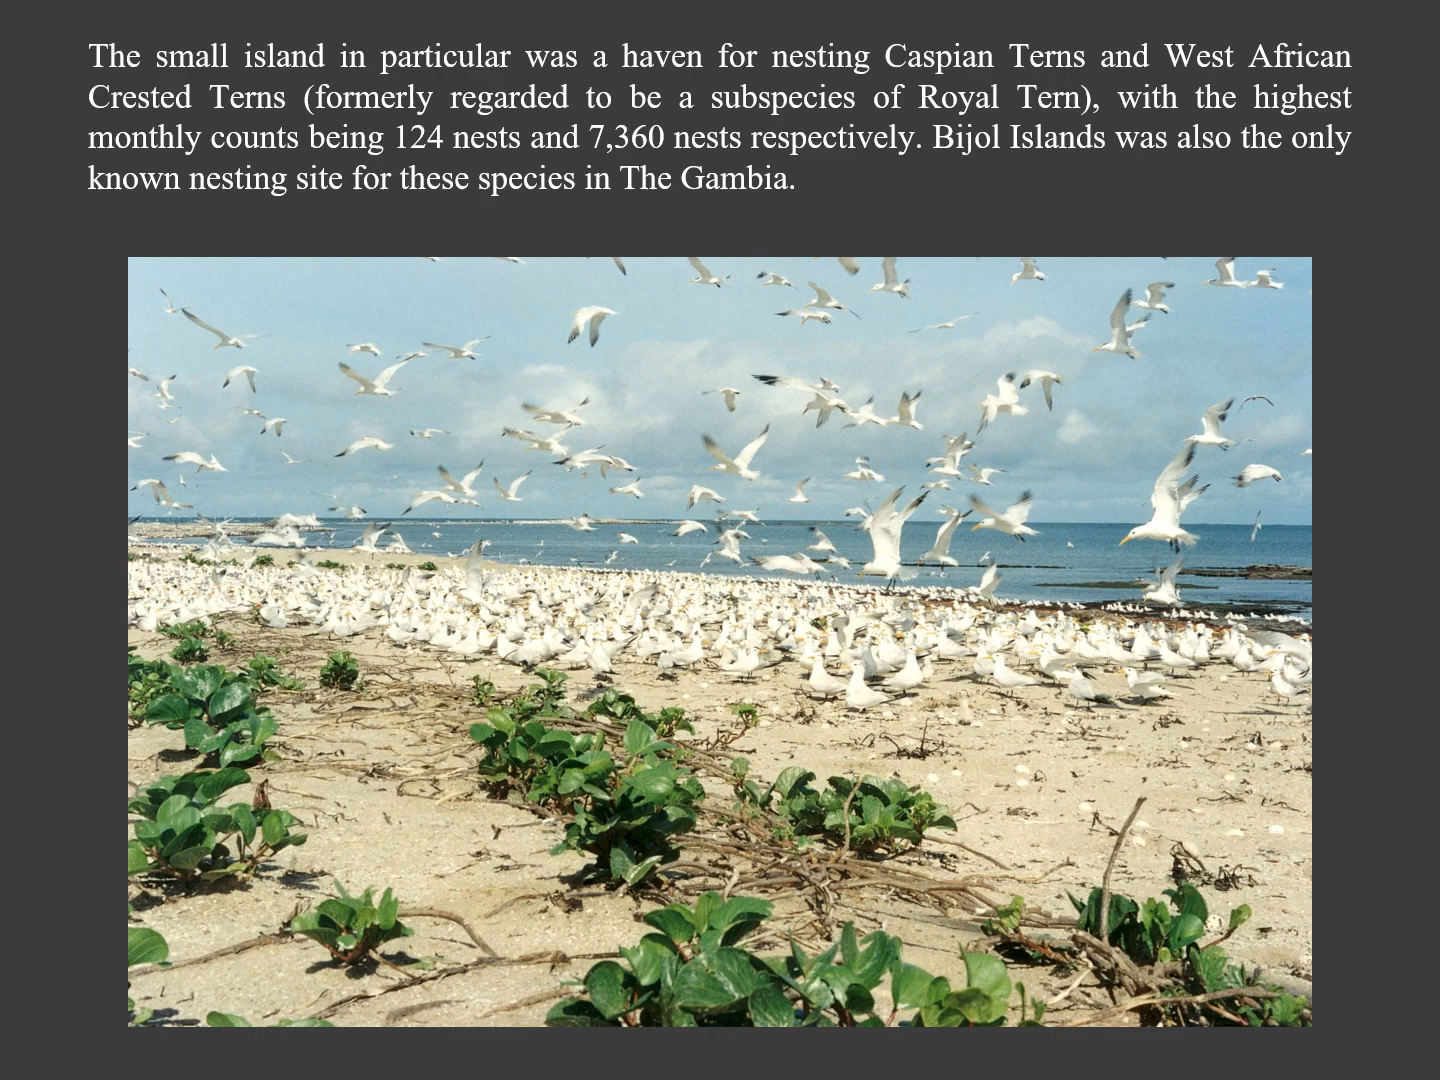 The small island in particular was a haven for nesting Caspian Terns and West African
Crested Terns (formerly regarded to be a subspecies of Royal Tern), with the highest
monthly counts being 124 nests and 7,360 nests respectively. Bijol Islands was also the only
known nesting site for these species in The Gambia.